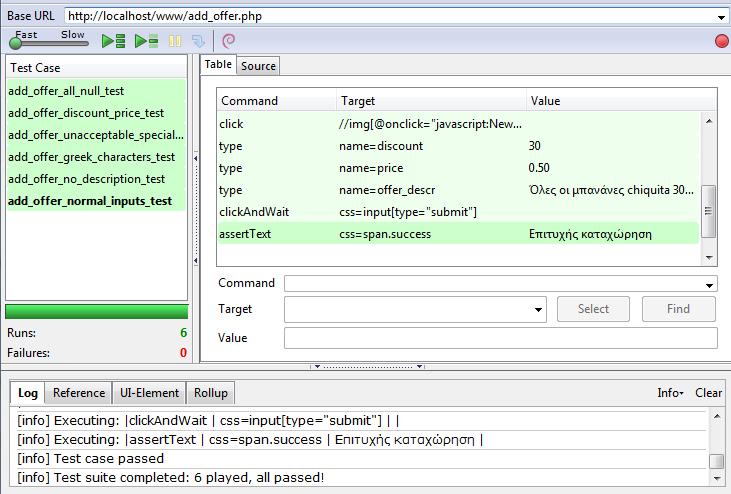 Base URL http://localhost/www/add_offer.php
Fast Slow
Test Case
add_offer_all_null_test
add_offer_discount_price_test
add_offer_unacceptable_special...
add_offer_greek_characters_test
add_offer_no_description_test
add_offer_normal_inputs_test
Runs: 6
Failures: 0
Table Source
Command Target Value
click //img[@onclick="javascript:New...
type name=discount 30
type name=price 0.50
type name=offer_descr Όλες οι μπανάνες chiquita 30...
clickAndWait css=input[type="submit"]
assertText css=span.success Επιτυχής καταχώρηση
Command
Target Select Find
Value
Log Reference UI-Element Rollup Info Clear
[info] Executing: |clickAndWait | css=input[type="submit"] | |
[info] Executing: |assertText | css=span.success | Επιτυχής καταχώρηση |
[info] Test case passed
[info] Test suite completed: 6 played, all passed!